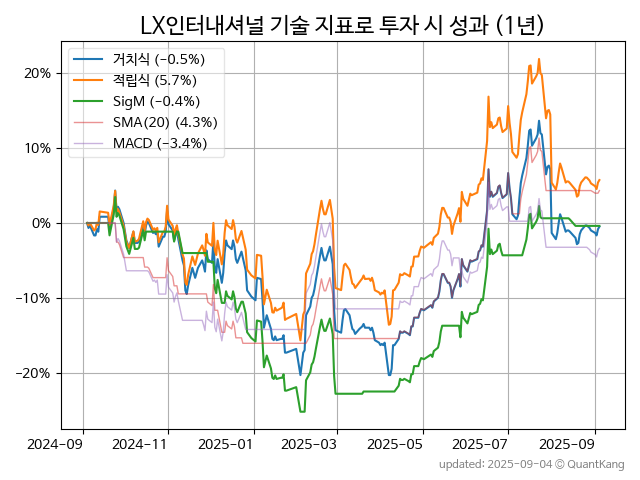 LX인터내셔널 기술 지표로 투자 시 성과 (1년)
거치식 (−0.5%)
적립식 (5.7%)
SigM (−0.4%)
SMA(20) (4.3%)
MACD (−3.4%)
20%
10%
0%
−10%
−20%
2024−09 2024−11 2025−01 2025−03 2025−05 2025−07 2025−09
updated: 2025-09-04 © QuantKang